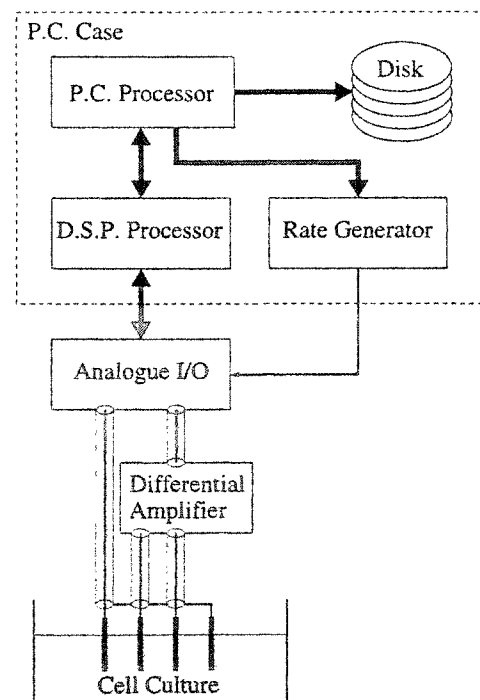 P.C. Case
Disk
P.C. Processor
D.S.P. Processor
Rate Generator
Analogue I/O
Differential
Amplifier
Cell Culture